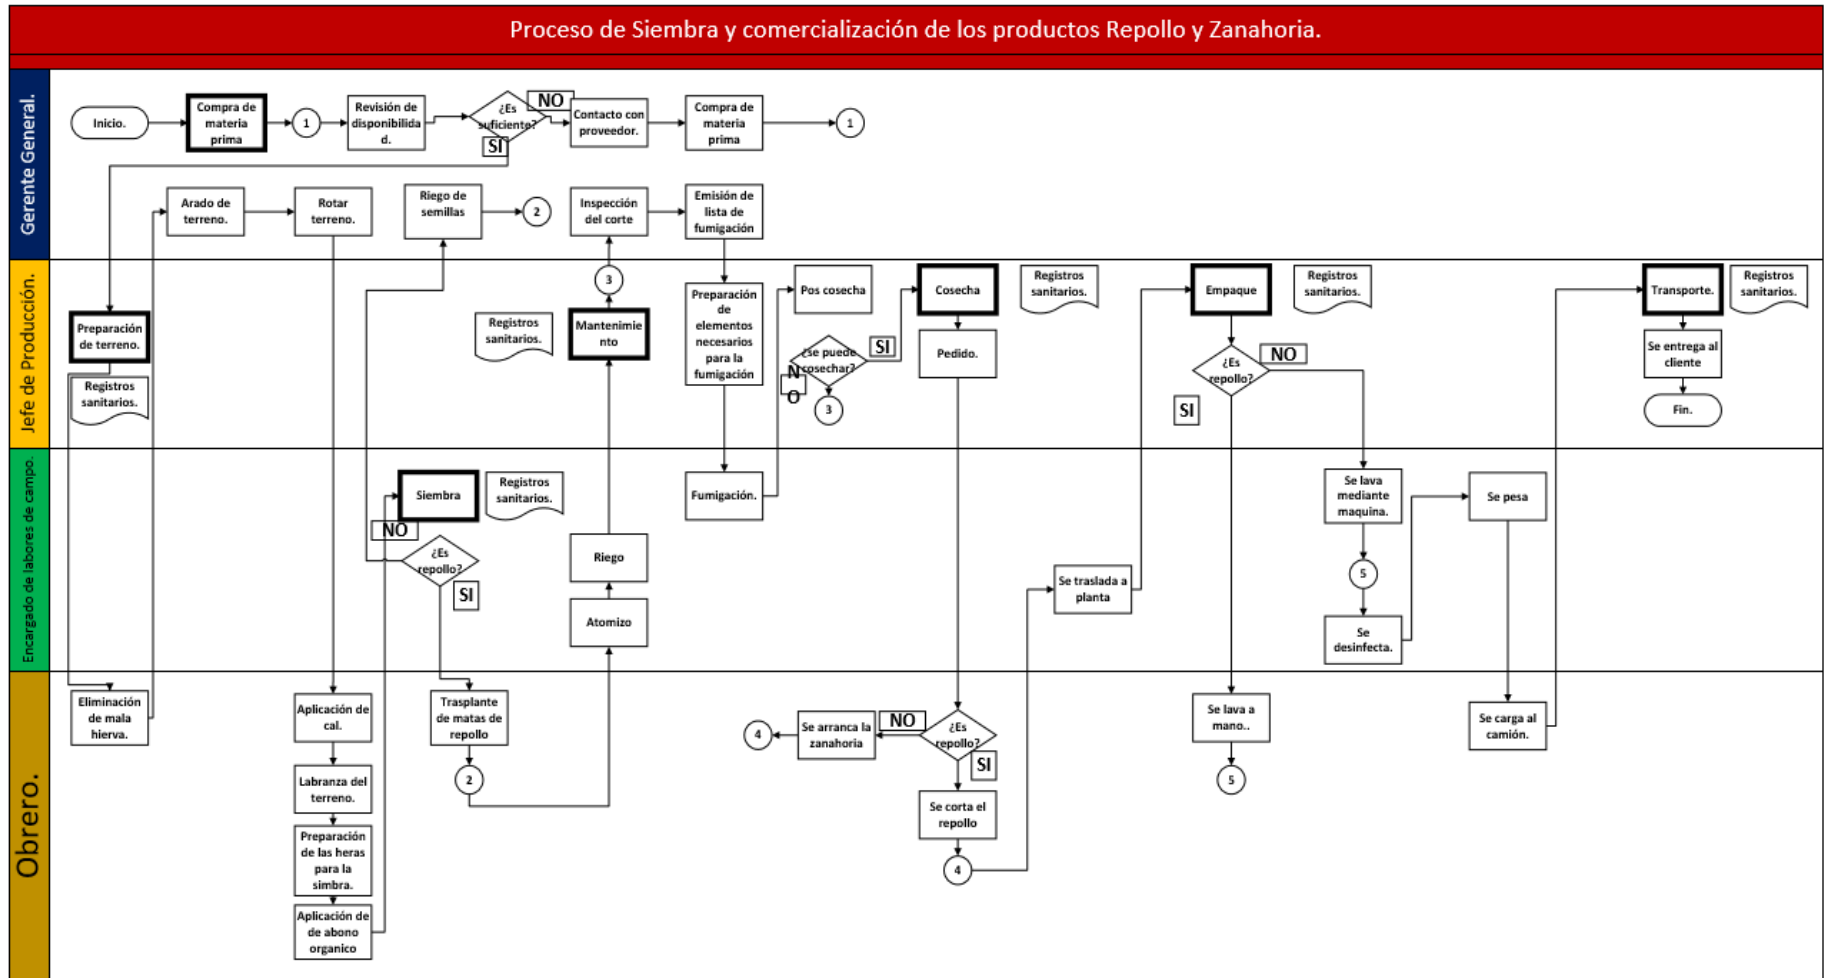 Proceso de Siembra y comercialización de los productos Repollo y Zanahoria.
Gerente General.
Inicio.
Compra de
materia
prima
1
Revisión de
disponibilida
d.
¿Es
suficiente?
NO
SI
Contacto con
proveedor.
Compra de
materia
prima
1
Arado de
terreno.
Rotar
terreno.
Riego de
semillas
2
Inspección
del corte
Emisión de
lista de
fumigación
Jefe de Producción.
Preparación
de terreno.
Registros
sanitarios.
Registros
sanitarios.
3
Mantenimie
nto
Preparación
de
elementos
necesarios
para la
fumigación
Pos cosecha
¿se puede
cosechar?
SI
N
O
3
Cosecha
Pedido.
Registros
sanitarios.
Empaque
Registros
sanitarios.
¿Es
repollo?
NO
SI
Transporte.
Registros
sanitarios.
Se entrega al
cliente
Fin.
Encargado de labores de campo.
Siembra
Registros
sanitarios.
NO
¿Es
repollo?
SI
Riego
Atomizo
Fumigación.
Se traslada a
planta
Se lava
mediante
maquina.
5
Se
desinfecta.
Se pesa
Obrero.
Eliminación
de mala
hierva.
Aplicación de
cal.
Labranza del
terreno.
Preparación
de las heras
para la
simbra.
Aplicación de
de abono
organico
Trasplante
de matas de
repollo
2
4
Se arranca la
zanahoria
NO
¿Es
repollo?
SI
Se corta el
repollo
4
Se lava a
mano..
5
Se carga al
camión.